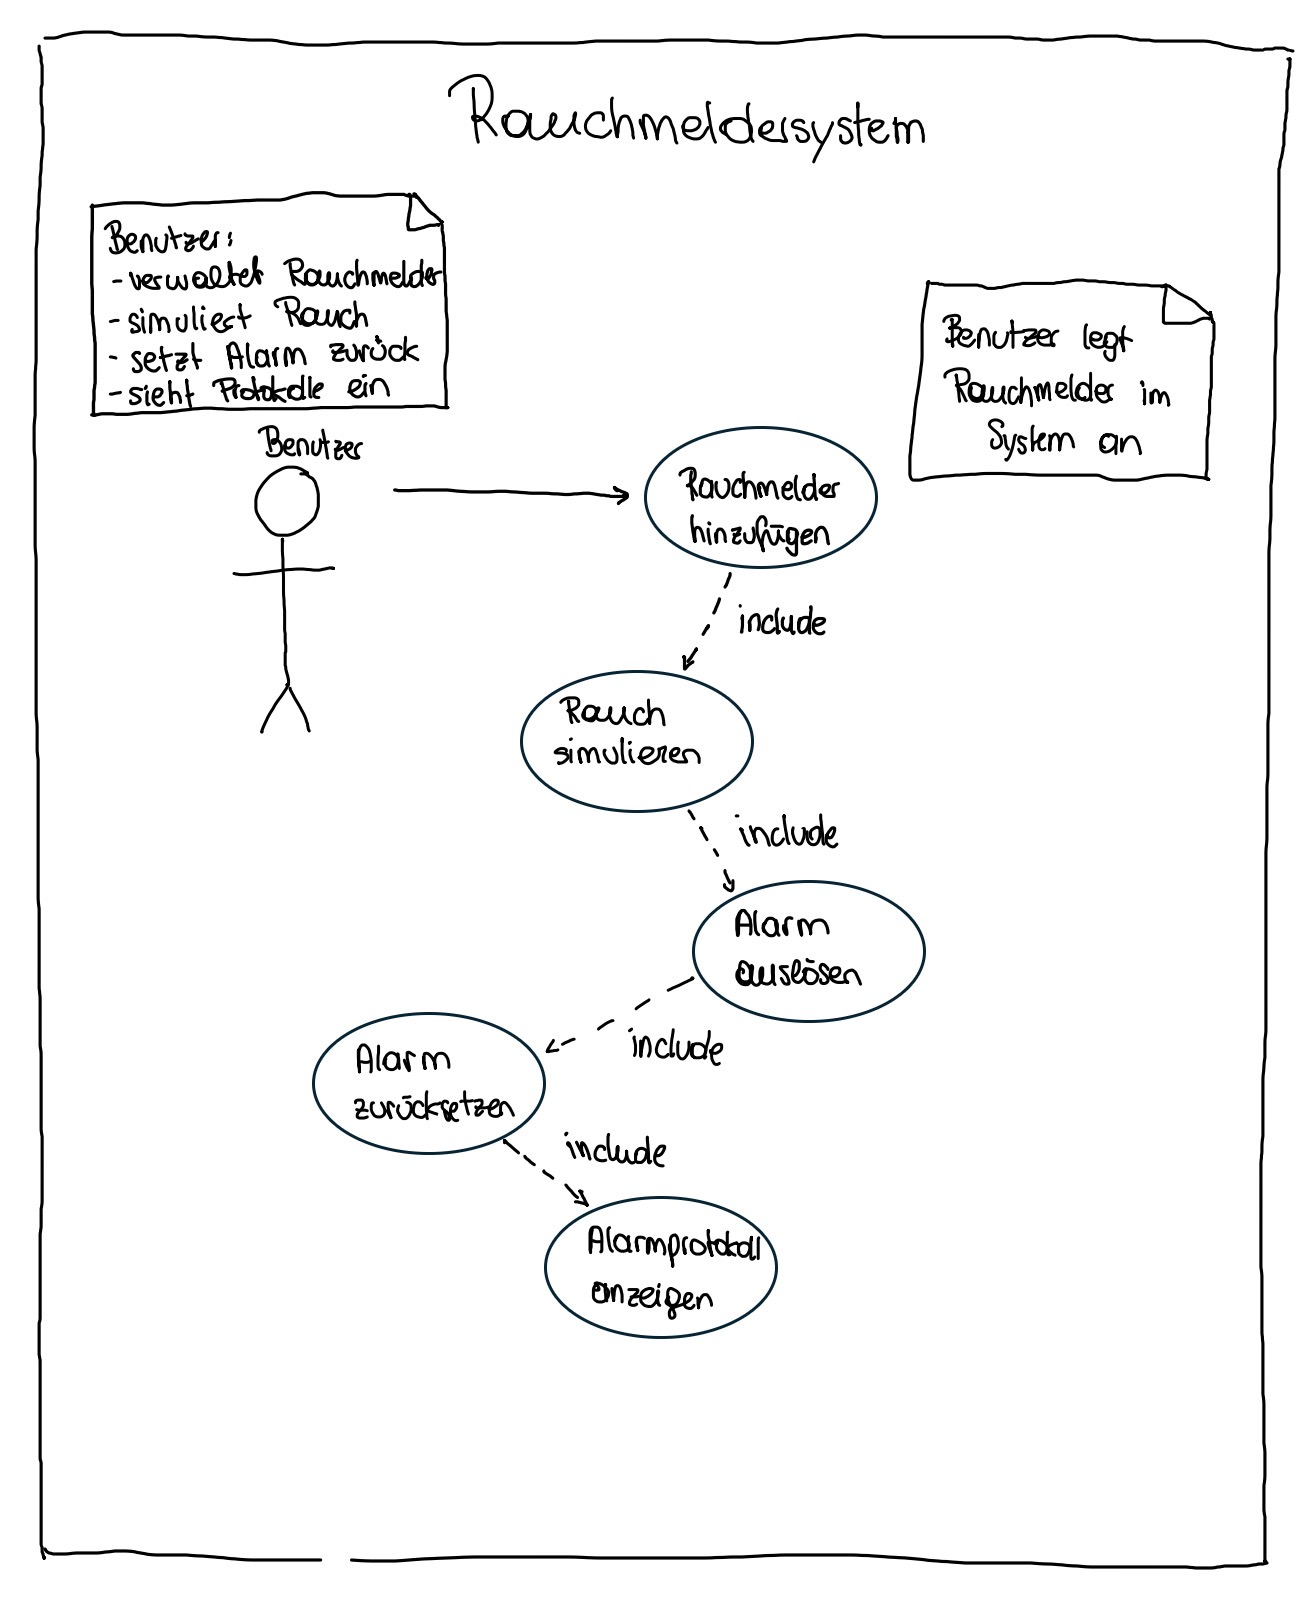 Rauchmeldersystem
Benutzer:
- verwaltet Rauchmelder
- simuliert Rauch
- setzt Alarm zurück
- sieht Protokolle ein
Benutzer legt
Rauchmelder im
System an
Benutzer
Rauchmelder
hinzufügen
include
Rauch
simulieren
include
Alarm
auslösen
include
Alarm
zurücksetzen
include
Alarmprotokoll
anzeigen